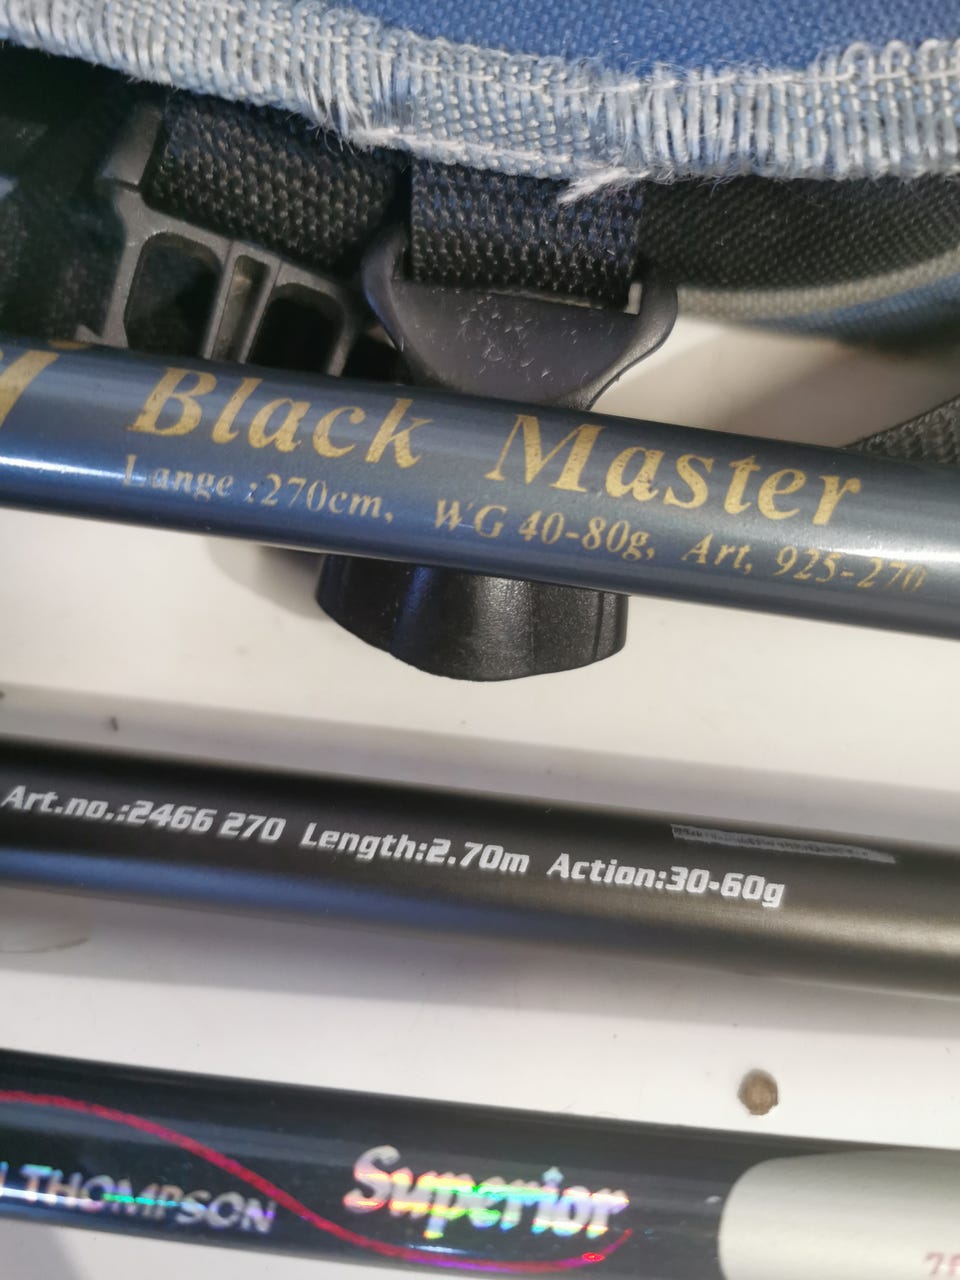 Black Master
Lange :270cm, WG 40-80g, Art, 925-270
Art.no.:2466 270 Length:2.70m Action:30-60g
THOMPSON Superior